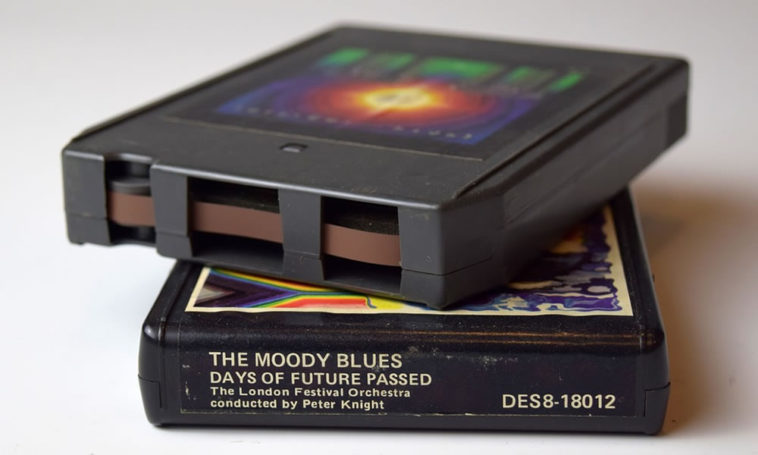 THE MOODY BLUES
DAYS OF FUTURE PASSED
The London Festival Orchestra
conducted by Peter Knight
DES8-18012